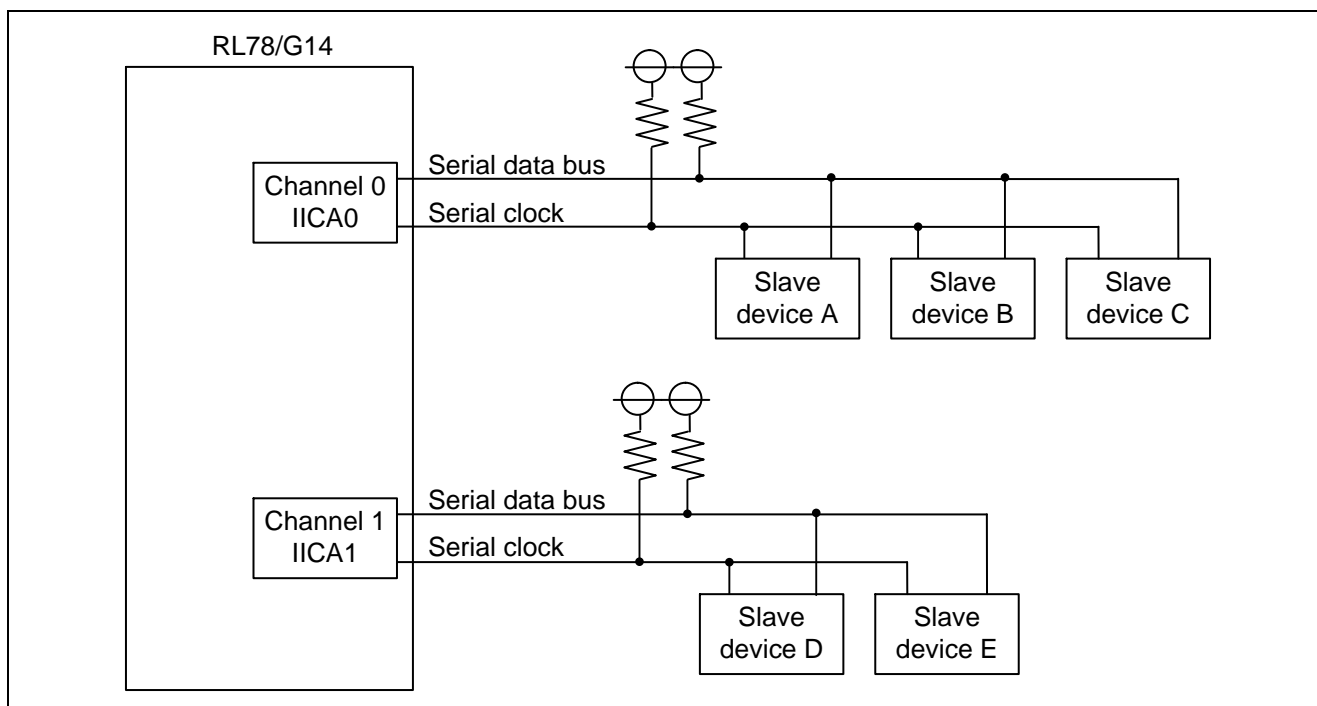 RL78/G14
Channel 0
IICA0
Serial data bus
Serial clock
Slave
device A
Slave
device B
Slave
device C
Channel 1
IICA1
Serial data bus
Serial clock
Slave
device D
Slave
device E